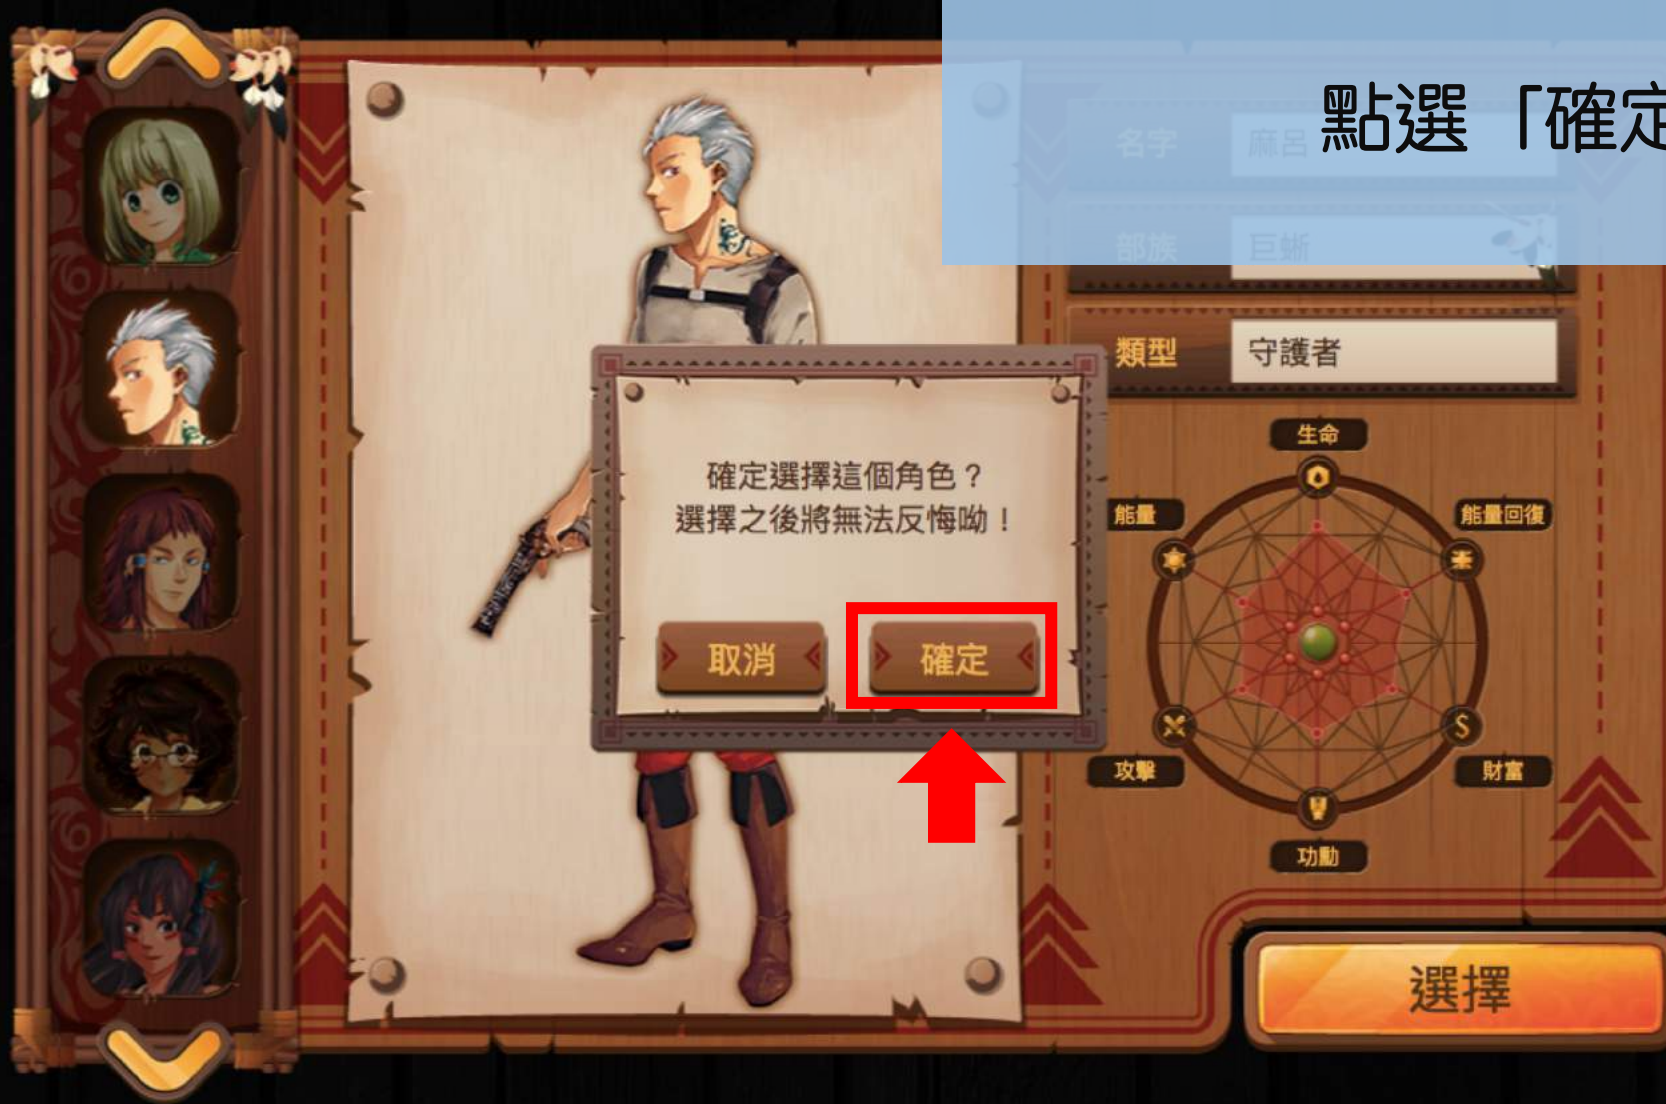 點選「確定
名字 麻呂
部族 巨蜥
類型 守護者
生命
能量 能量回復
確定選擇這個角色?
選擇之後將無法反悔呦!
取消 確定
攻擊 財富
功勳
選擇